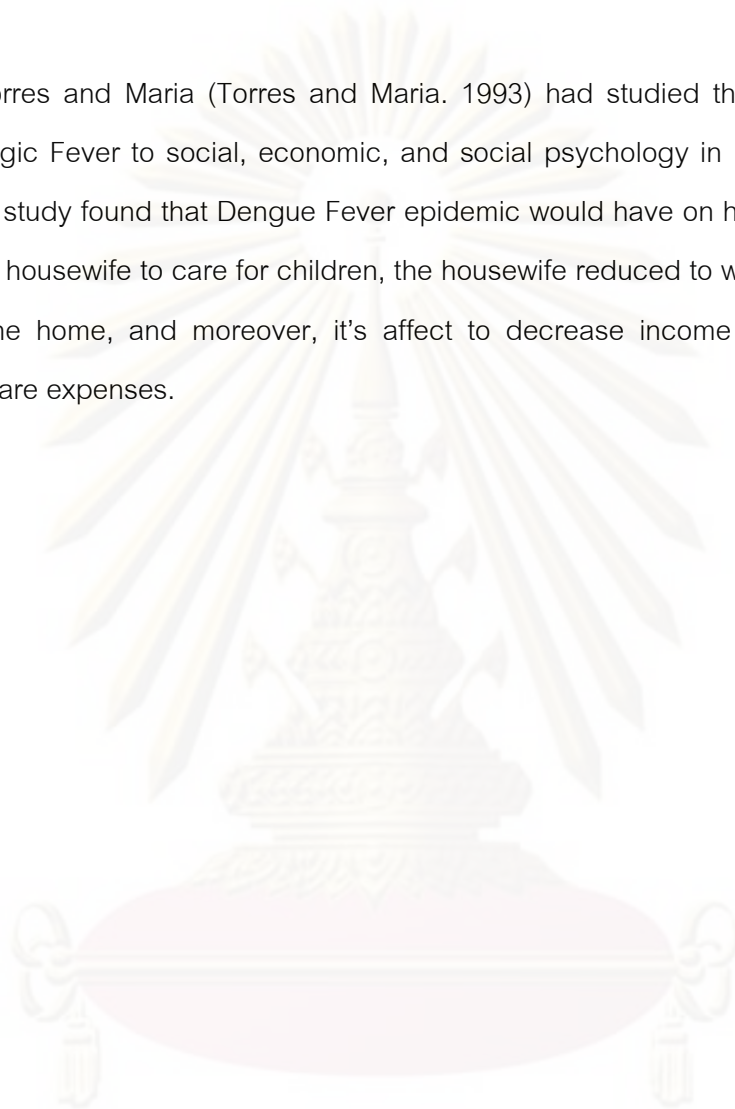 orres and Maria (Torres and Maria. 1993) had studied th
gic Fever to social, economic, and social psychology in
study found that Dengue Fever epidemic would have on h
housewife to care for children, the housewife reduced to w
ne home, and moreover, it's affect to decrease income
are expenses.